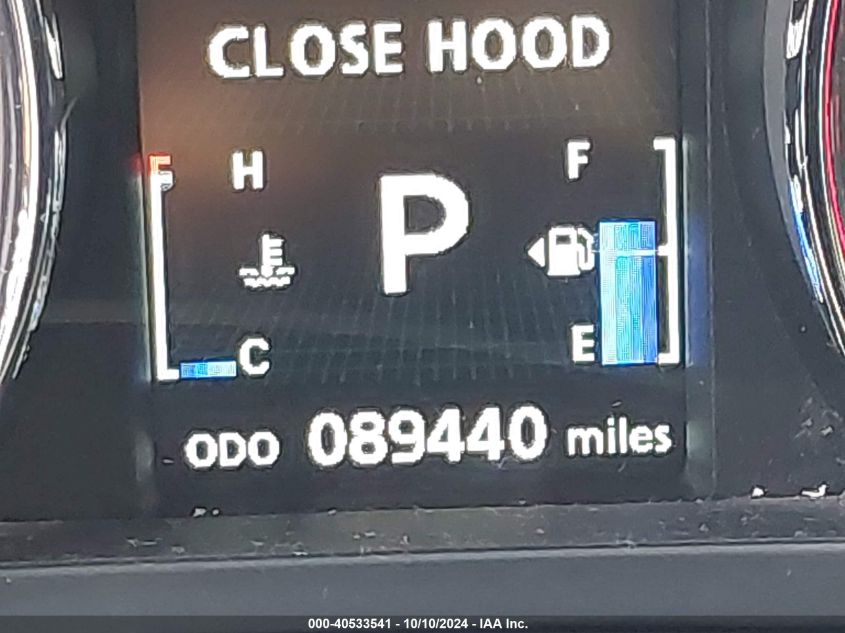 CLOSE HOOD
H
F
P
E
C
E
ODO 089440 miles
000-40533541 - 10/10/2024 - IAA Inc.